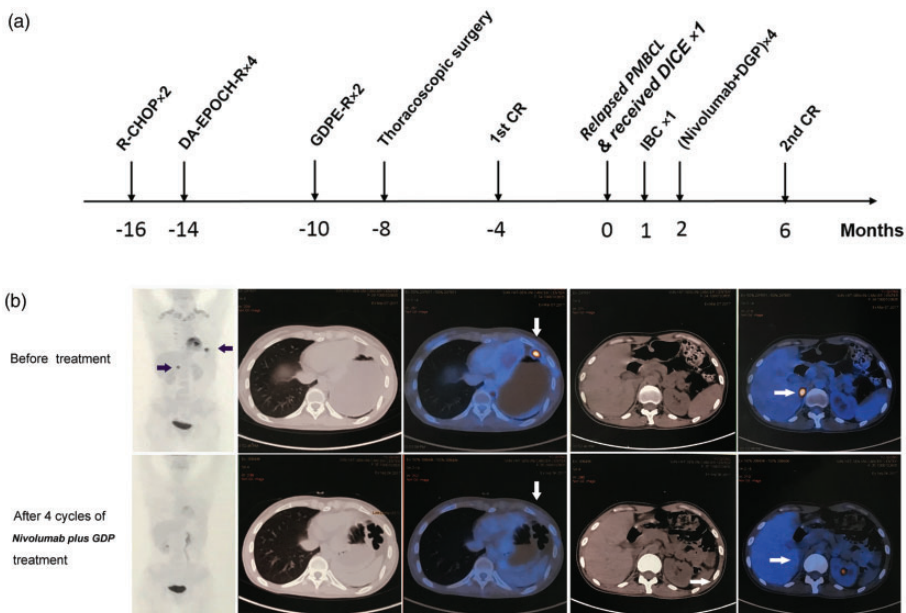 (a)
R-CHOP×2
DA-EPOCH-R×4
GDPE-R×2
Thoracoscopic surgery
1st CR
Relapsed PMBCL
& received DICE ×1
IBC ×1
(Nivolumab+DGP)×4
2nd CR
-16
-14
-10
-8
-4
0
1
2
6
Months
(b)
Before treatment
After 4 cycles of
Nivolumab plus GDP
treatment